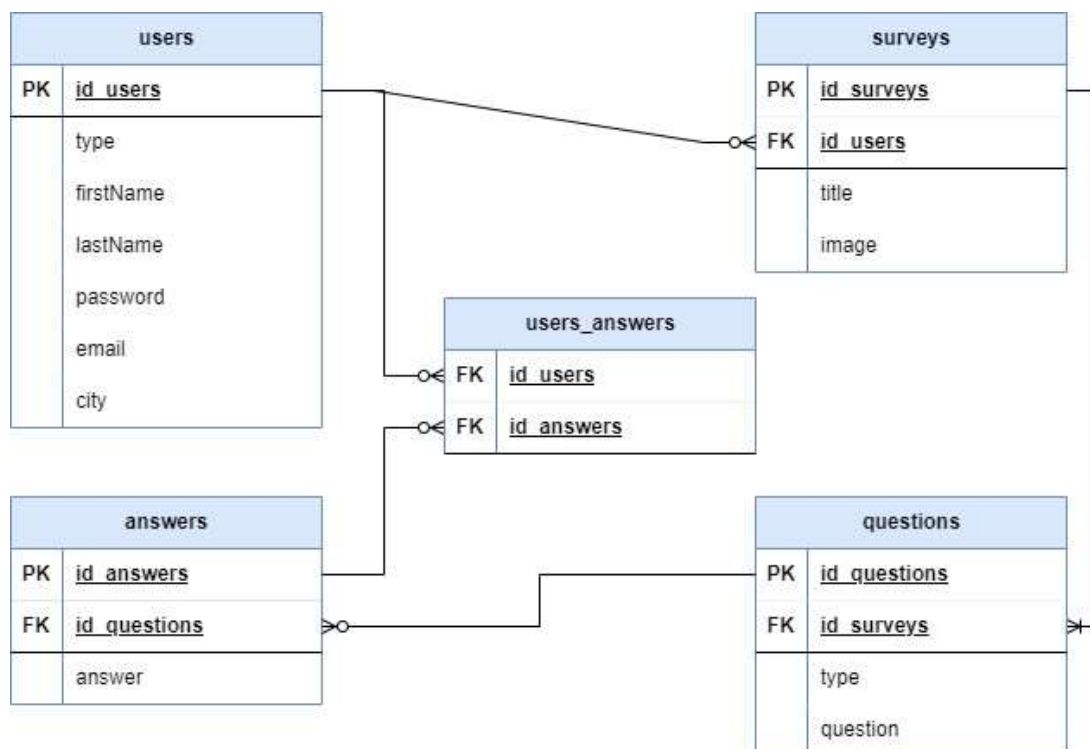 users
PK id_users
type
firstName
lastName
password
email
city
surveys
PK id_surveys
FK id_users
title
image
users_answers
FK id_users
FK id_answers
answers
PK id_answers
FK id_questions
answer
questions
PK id_questions
FK id_surveys
type
question